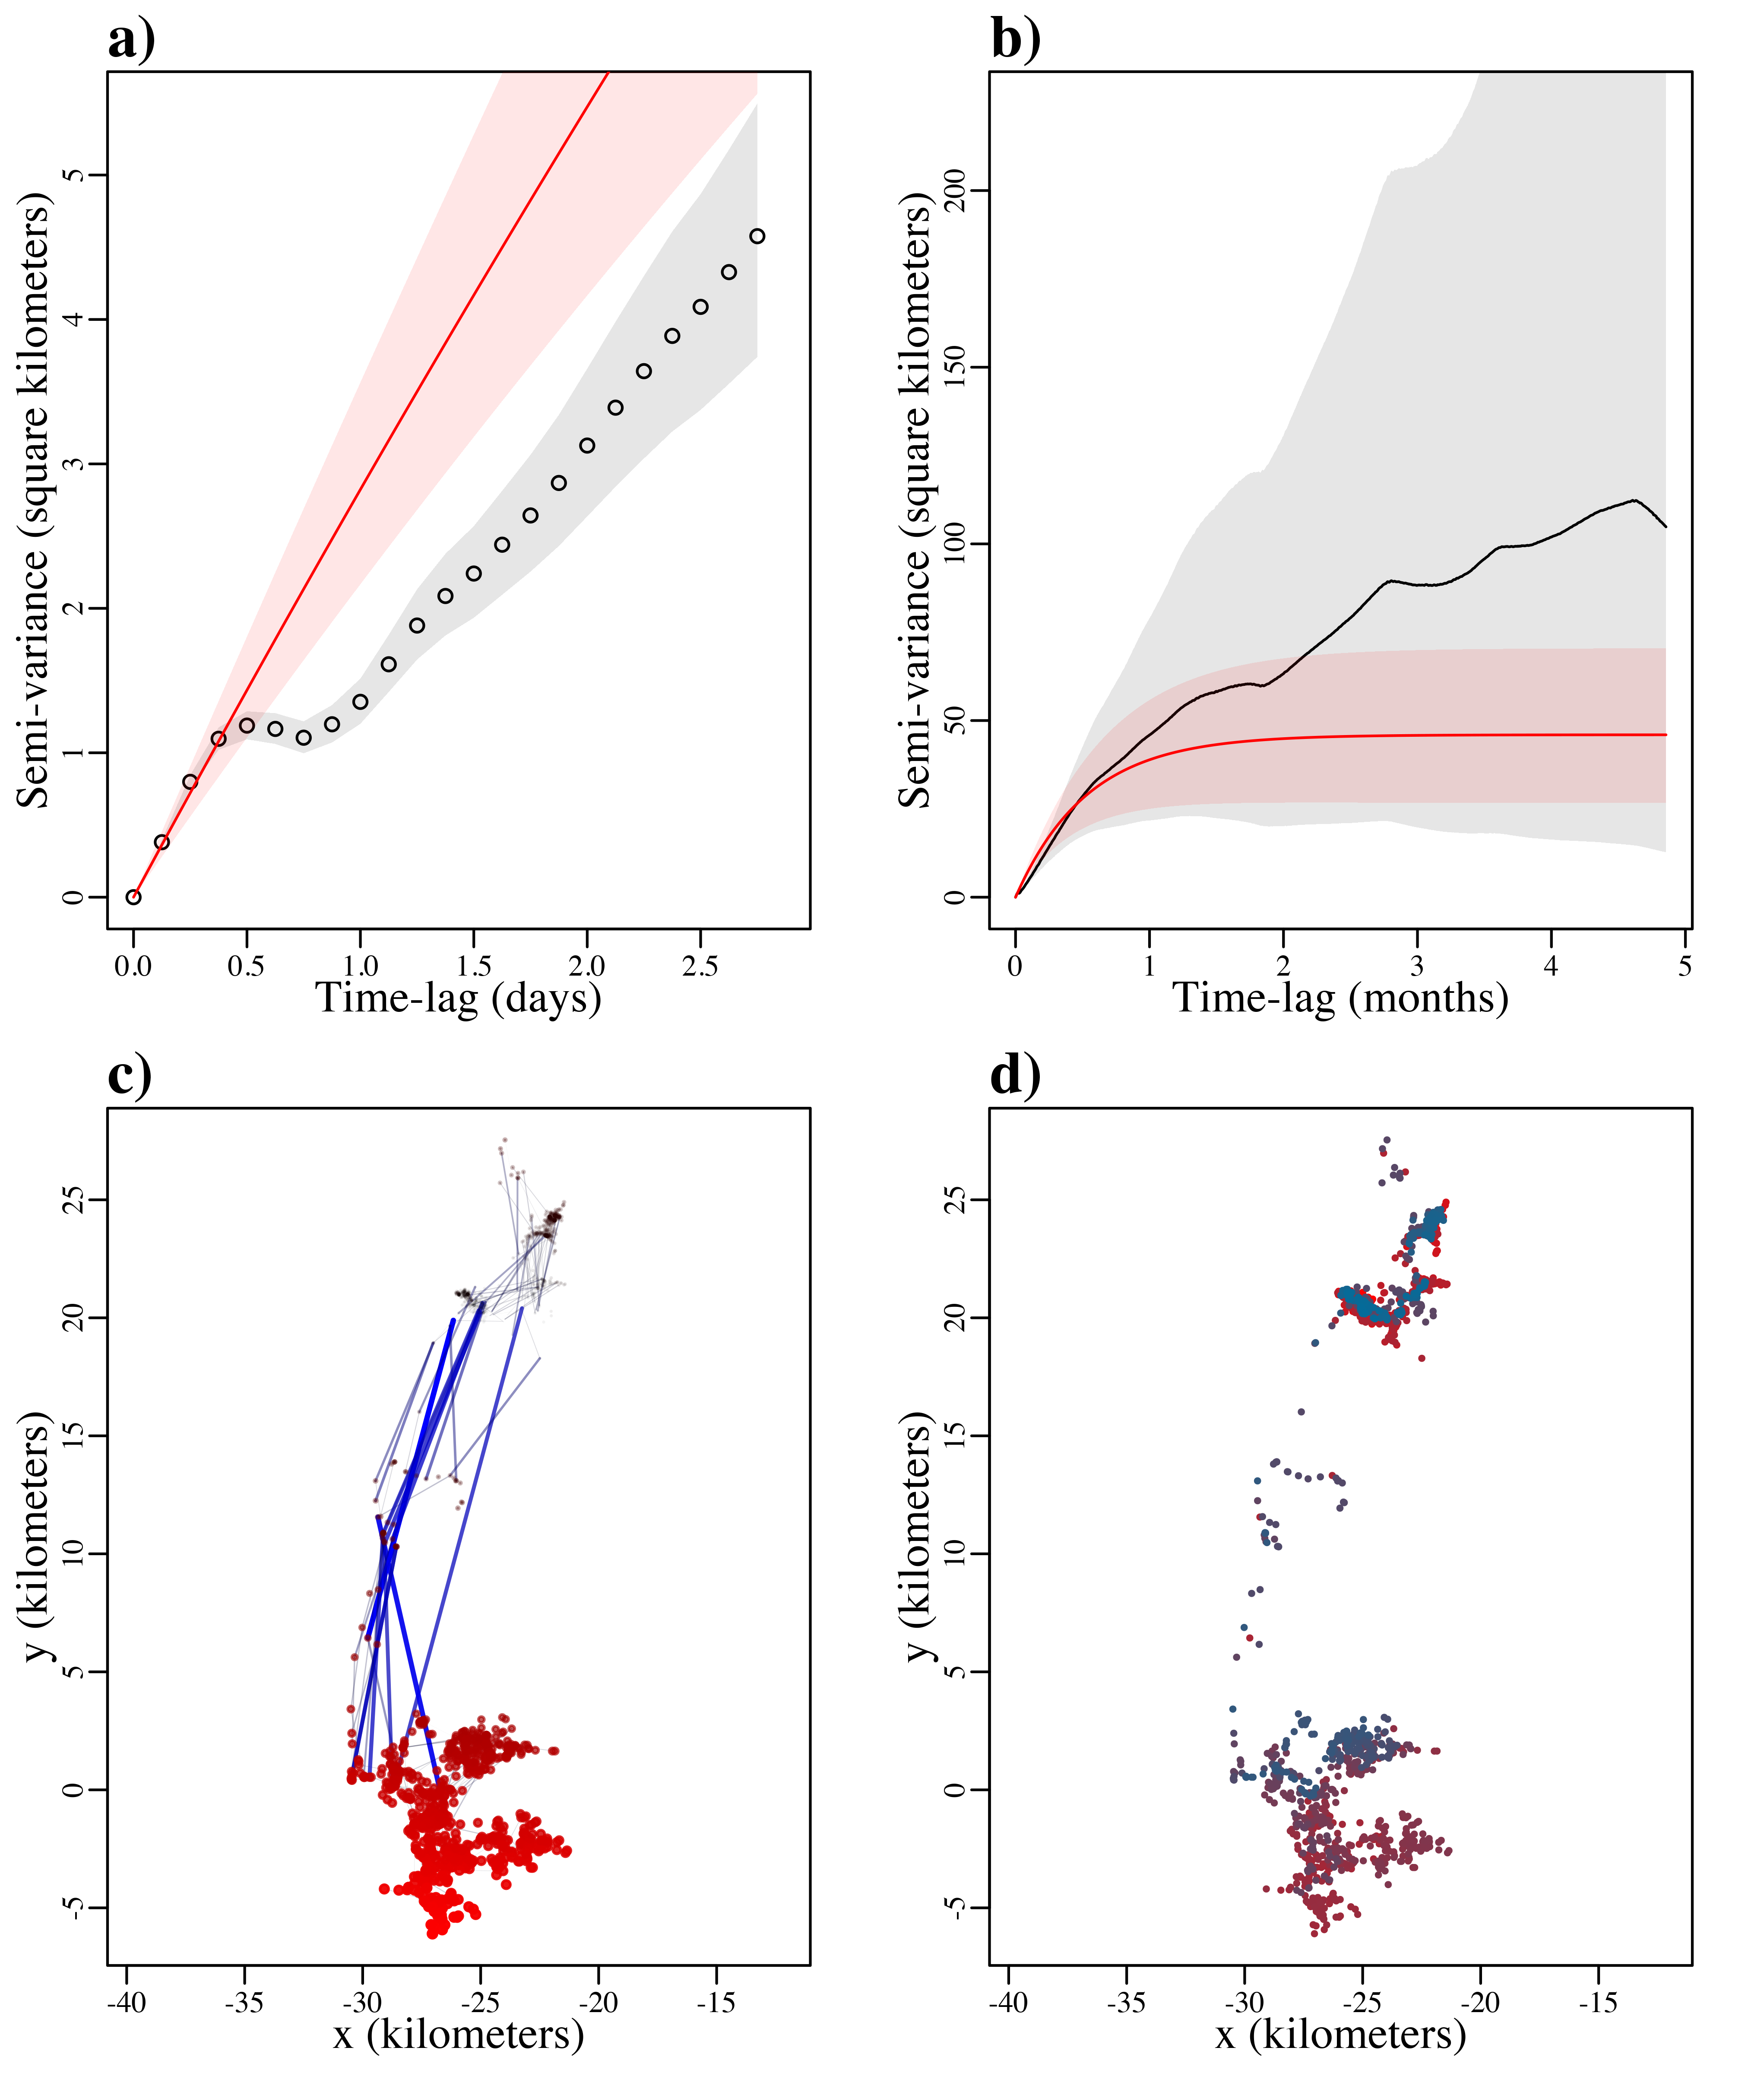 a)
Semi-variance (square kilometers)
5
4
3
2
1
0
0.0 0.5 1.0 1.5 2.0 2.5
Time-lag (days)
b)
Semi-variance (square kilometers)
200
150
100
50
0
0 1 2 3 4 5
Time-lag (months)
c)
y (kilometers)
25
20
15
10
5
0
-5
-40 -35 -30 -25 -20 -15
x (kilometers)
d)
y (kilometers)
25
20
15
10
5
0
-5
-40 -35 -30 -25 -20 -15
x (kilometers)